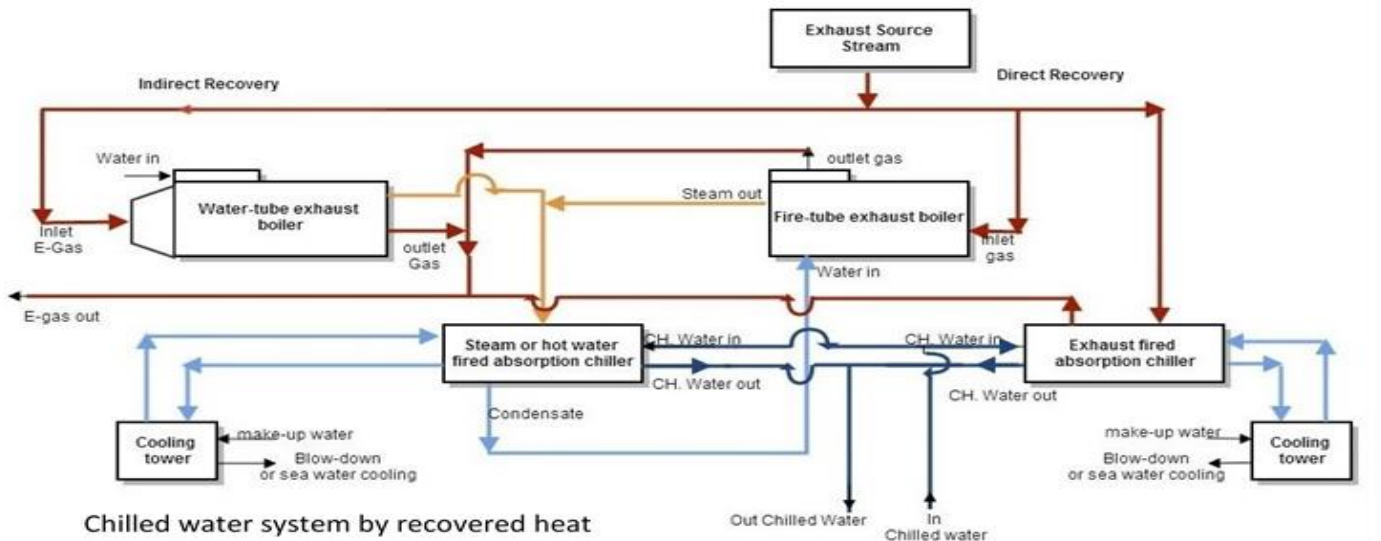 Exhaust Source
Stream
Indirect Recovery
Direct Recovery
Water in
outlet gas
Steam out
Water-tube exhaust
boiler
Fire-tube exhaust boiler
Inlet
E-Gas
outlet
Gas
Inlet
gas
Water in
E-gas out
Steam or hot water
fired absorption chiller
CH. Water in
CH. Water in
Exhaust fired
absorption chiller
CH. Water out
CH. Water out
Condensate
Cooling
tower
make-up water
Blow-down
or sea water cooling
make-up water
Blow-down
or sea water cooling
Cooling
tower
Chilled water system by recovered heat
Out Chilled Water
In
Chilled water